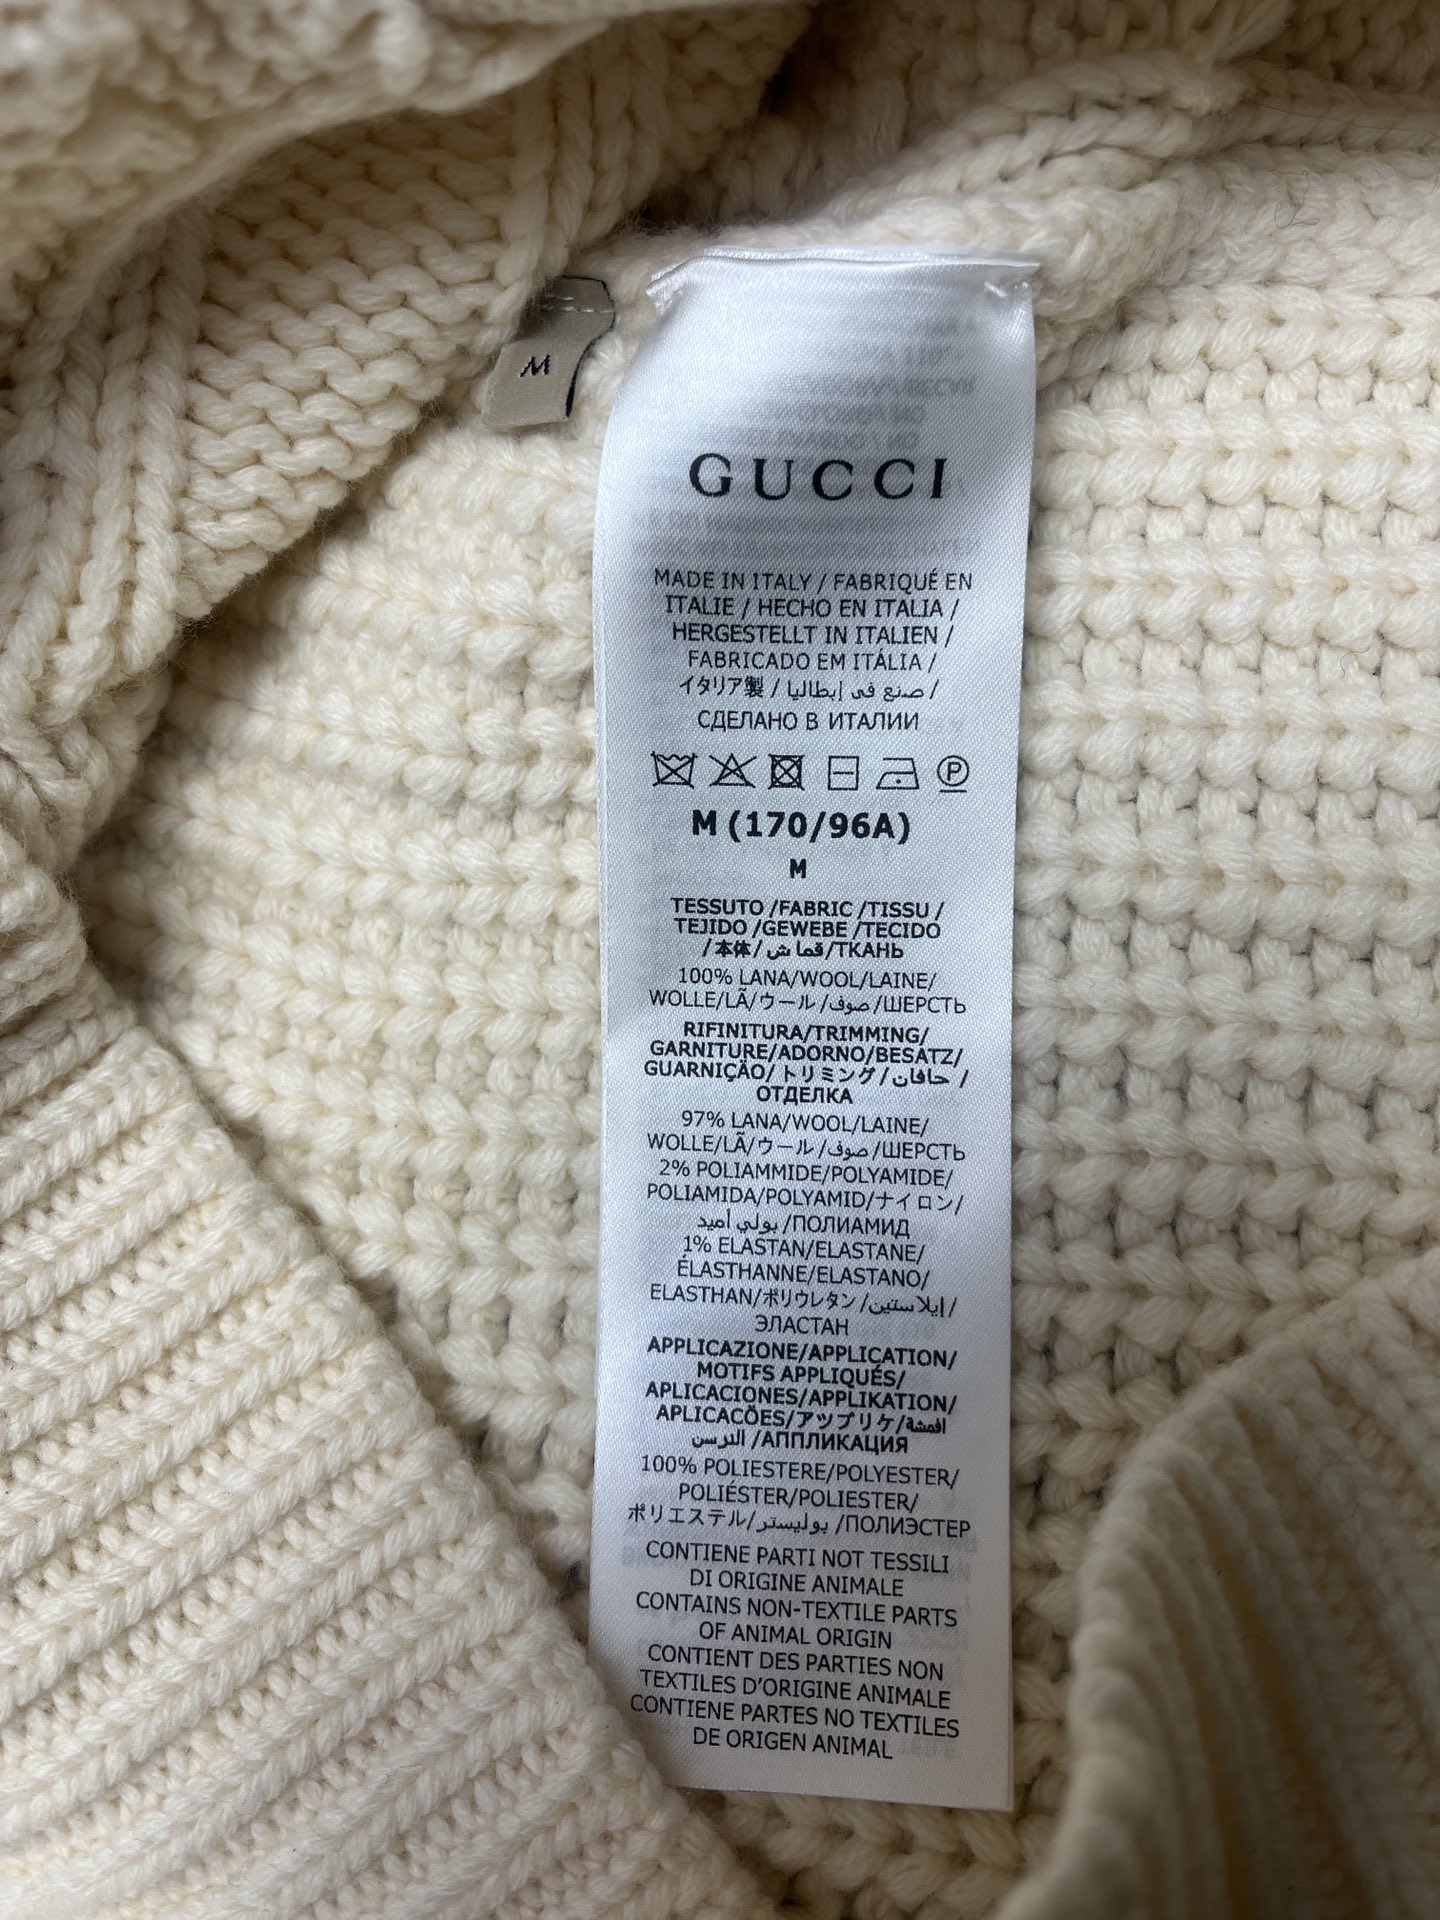 M
GUCCI
MADE IN ITALY / FABRIQUÉ EN
ITALIE / HECHO EN ITALIA /
HERGESTELLT IN ITALIEN /
FABRICADO EM ITÁLIA /
イタリア製 / صنع في إيطاليا /
СДЕЛАНО В ИТАЛИИ
P
M (170/96A)
M
TESSUTO /FABRIC /TISSU /
TEJIDO /GEWEBE /TECIDO
/本体/ قماش/ТКАНЬ
100% LANA/WOOL/LAINE/
WOLLE/LÃ/ウール/صوف/ШЕРСТЬ
RIFINITURA/TRIMMING/
GARNITURE/ADORNO/BESATZ/
GUARNIÇÃO/トリミング/حافان /
ОТДЕЛКА
97% LANA/WOOL/LAINE/
WOLLE/LÃ/ウール/صوف/ШЕРСТЬ
2% POLIAMMIDE/POLYAMIDE/
POLIAMIDA/POLYAMID/ナイロン/
بولي أميد/ПОЛИАМИД
1% ELASTAN/ELASTANE/
ÉLASTHANNE/ELASTANO/
ELASTHAN/ポリウレタン/إيلاستين/
ЭЛАСТАН
APPLICAZIONE/APPLICATION/
MOTIFS APPLIQUÉS/
APLICACIONES/APPLIKATION/
APLICACÕES/アップリケ/اقمشة
الترسن/АППЛИКАЦИЯ
100% POLIESTERE/POLYESTER/
POLIÉSTER/POLIESTER/
ポリエステル/بوليستر/ПОЛИЭСТЕР
CONTIENE PARTI NOT TESSILI
DI ORIGINE ANIMALE
CONTAINS NON-TEXTILE PARTS
OF ANIMAL ORIGIN
CONTIENT DES PARTIES NON
TEXTILES D'ORIGINE ANIMALE
CONTIENE PARTES NO TEXTILES
DE ORIGEN ANIMAL